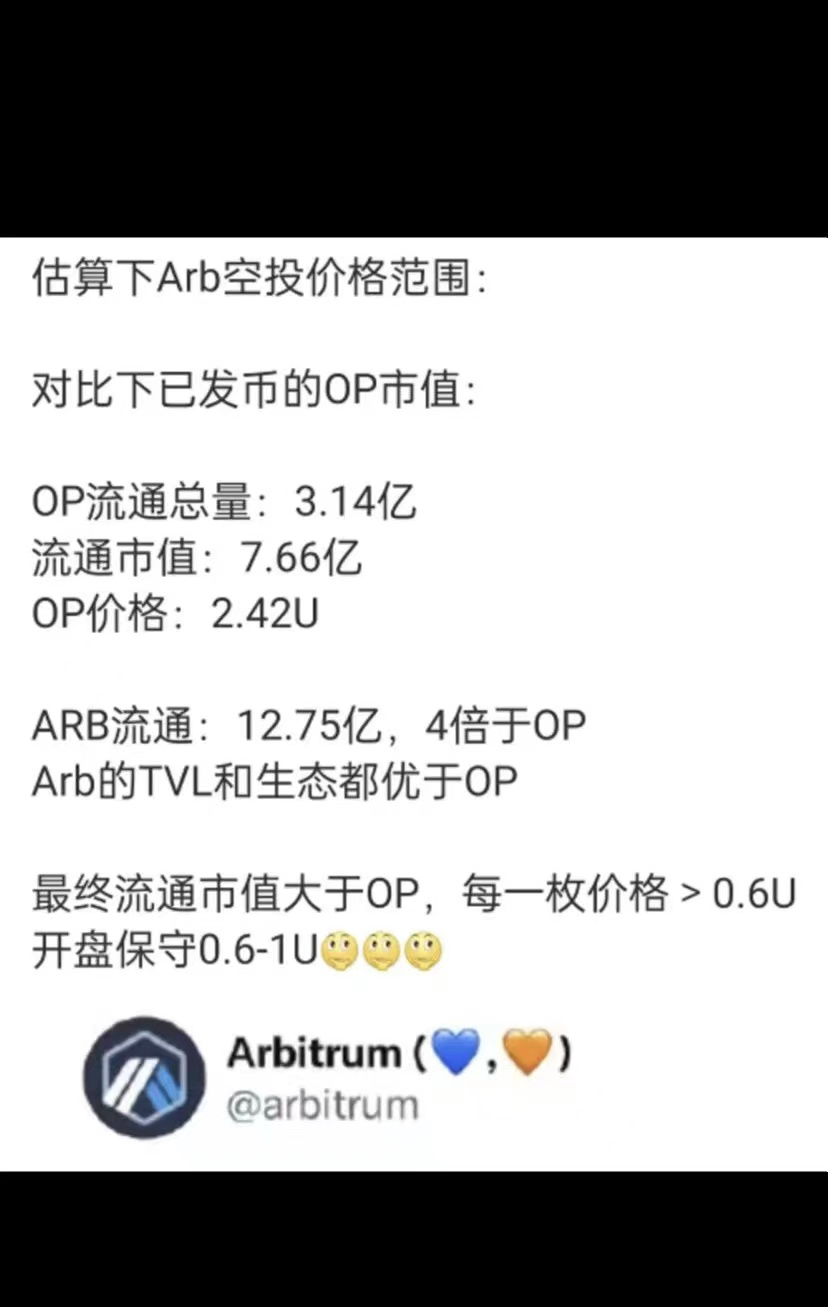 估算下Arb空投价格范围：
对比下已发币的OP市值：
OP流通总量：3.14亿
流通市值：7.66亿
OP价格：2.42U
ARB流通：12.75亿，4倍于OP
Arb的TVL和生态都优于OP
最终流通市值大于OP，每一枚价格 > 0.6U
开盘保守0.6-1U🙄🙄🙄
Arbitrum (💙,🧡)
@arbitrum